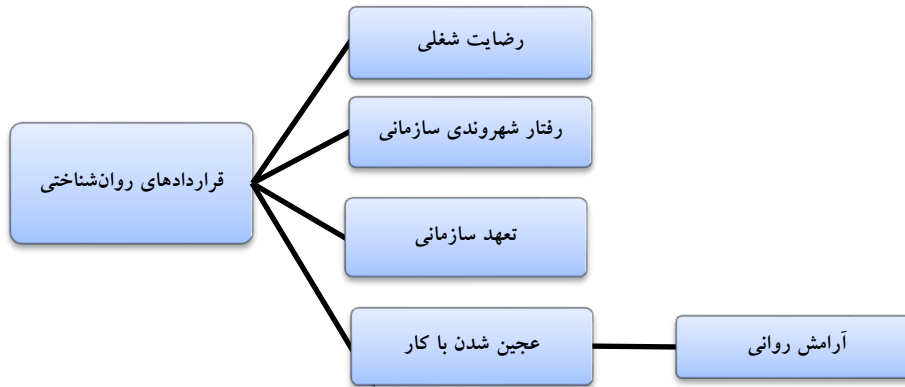 رضایت شغلی
رفتار شهروندی سازمانی
قراردادهای روان‌شناختی
تعهد سازمانی
عجین شدن با کار
آرامش روانی